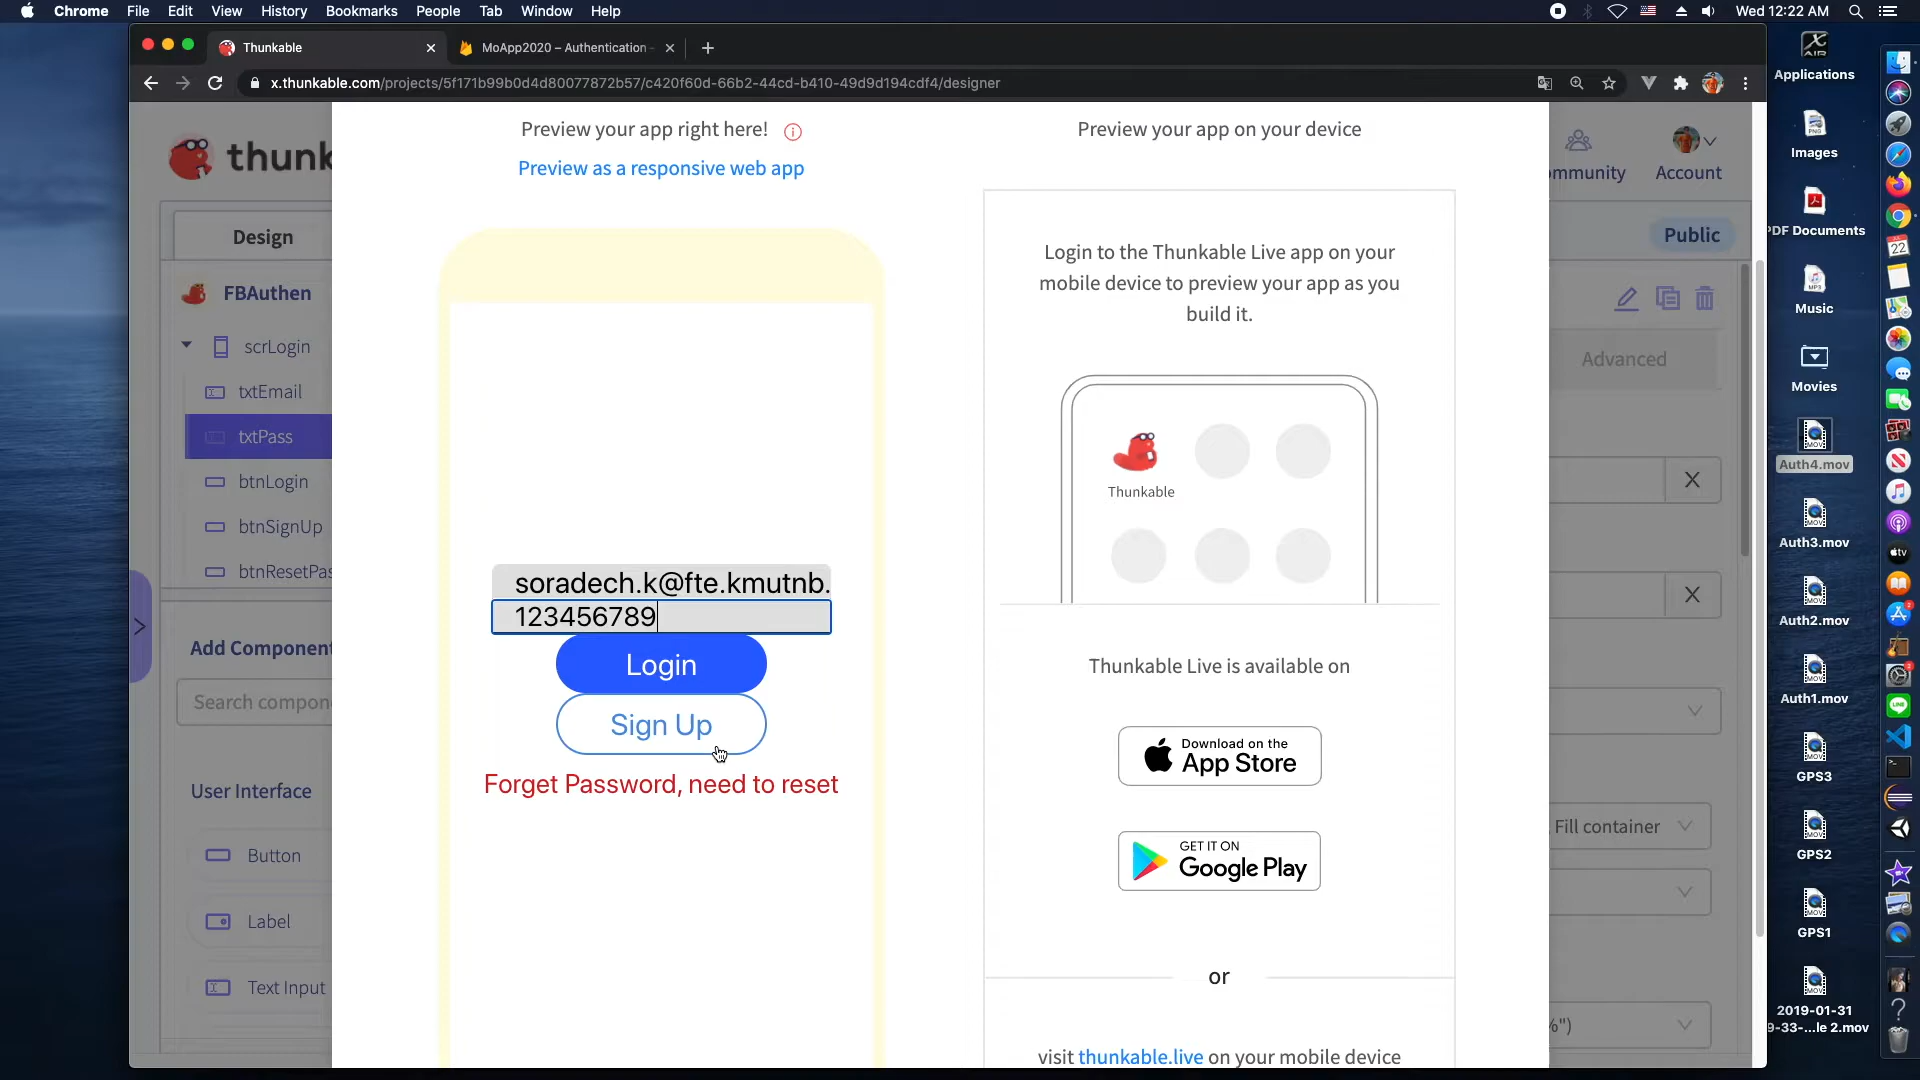 Chrome File Edit View History Bookmarks People Tab Window Help
Wed 12:22 AM
Thunkable
MoApp2020 – Authentication -
x.thunkable.com/projects/5f171b99b0d4d80077872b57/c420f60d-66b2-44cd-b410-49d9d194cdf4/designer
thunk
Design
FBAuthen
scrLogin
txtEmail
txtPass
btnLogin
btnSignUp
btnResetPas
Add Component
Search compon
User Interface
Button
Label
Text Input
Preview your app right here!
Preview as a responsive web app
soradech.k@fte.kmutnb.
123456789
Login
Sign Up
Forget Password, need to reset
Preview your app on your device
Login to the Thunkable Live app on your
mobile device to preview your app as you
build it.
Thunkable
Thunkable Live is available on
Download on the
App Store
GET IT ON
Google Play
or
visit thunkable.live on your mobile device
mmunity
Account
Public
Advanced
Fill container
%")
Applications
Images
PDF Documents
Music
Movies
Auth4.mov
Auth3.mov
Auth2.mov
Auth1.mov
GPS3
GPS2
GPS1
2019-01-31
9-33-...le 2.mov